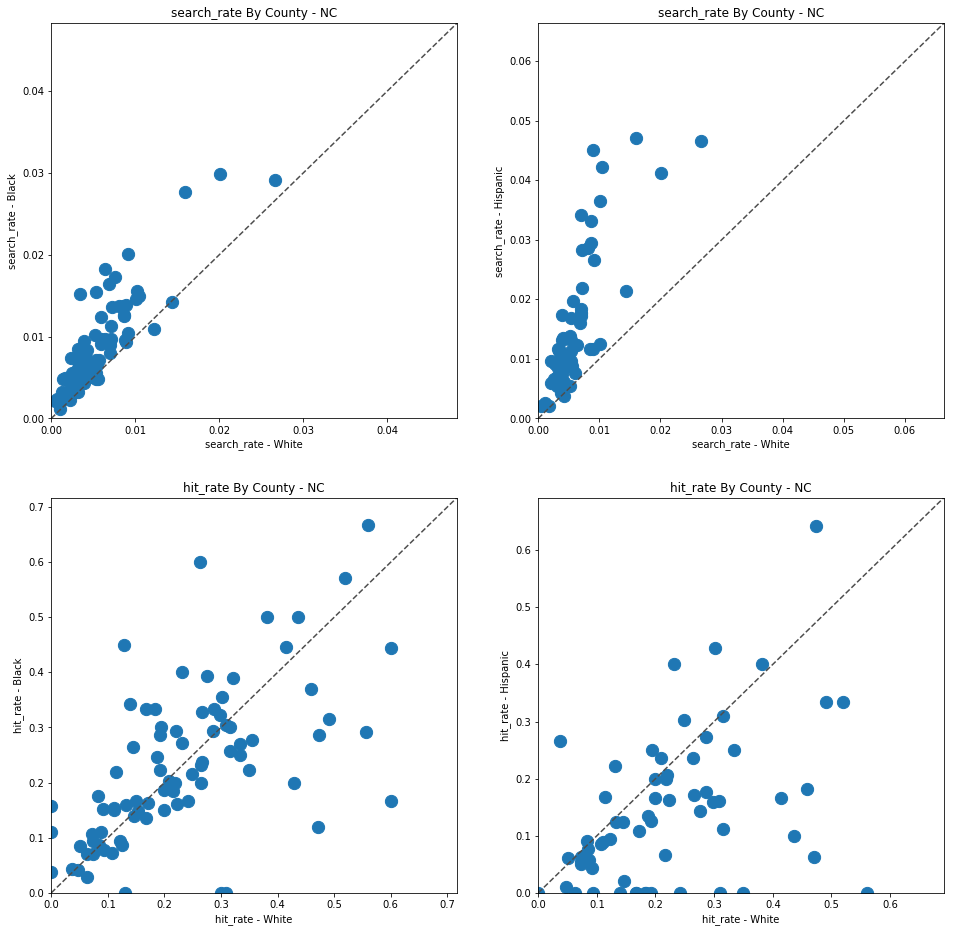 search_rate By County - NC
search_rate - Black
0.04
0.03
0.02
0.01
0.00
0.00 0.01 0.02 0.03 0.04
search_rate - White
search_rate By County - NC
search_rate - Hispanic
0.06
0.05
0.04
0.03
0.02
0.01
0.00
0.00 0.01 0.02 0.03 0.04 0.05 0.06
search_rate - White
hit_rate By County - NC
hit_rate - Black
0.7
0.6
0.5
0.4
0.3
0.2
0.1
0.0
0.0 0.1 0.2 0.3 0.4 0.5 0.6 0.7
hit_rate - White
hit_rate By County - NC
hit_rate - Hispanic
0.6
0.5
0.4
0.3
0.2
0.1
0.0
0.0 0.1 0.2 0.3 0.4 0.5 0.6
hit_rate - White